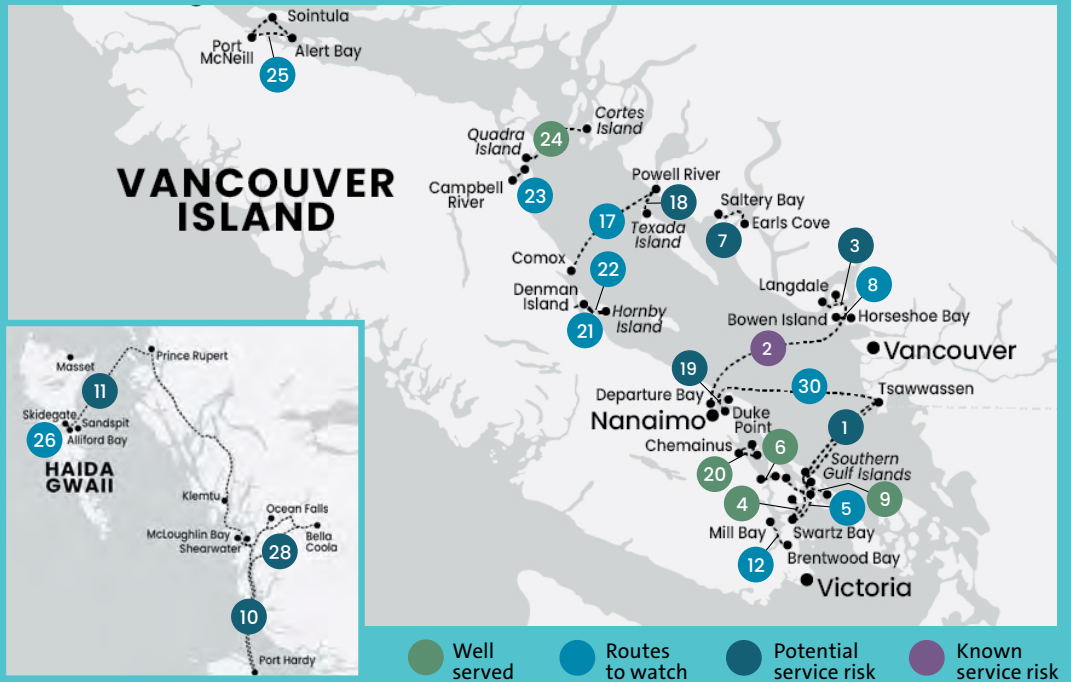 Sointula
Port
McNeill
Alert Bay
25
Cortes
Island
Quadra
Island
24
VANCOUVER
ISLAND
Campbell
River
23
Powell River
18
17
Texada
Island
Saltery Bay
Earls Cove
7
3
Comox
22
Langdale
8
Denman
Island
Hornby
Island
21
Bowen Island
Horseshoe Bay
2
Vancouver
19
30
Departure Bay
Tsawwassen
Nanaimo
Duke
Point
1
Chemainus
6
Southern
Gulf Islands
20
4
5
9
Mill Bay
Swartz Bay
12
Brentwood Bay
Victoria
Masset
Prince Rupert
11
Skidegate
Sandspit
26
Alliford Bay
HAIDA
GWAII
Klemtu
Ocean Falls
McLoughlin Bay
Shearwater
Bella
Coola
28
10
Port Hardy
Well
served
Routes
to watch
Potential
service risk
Known
service risk